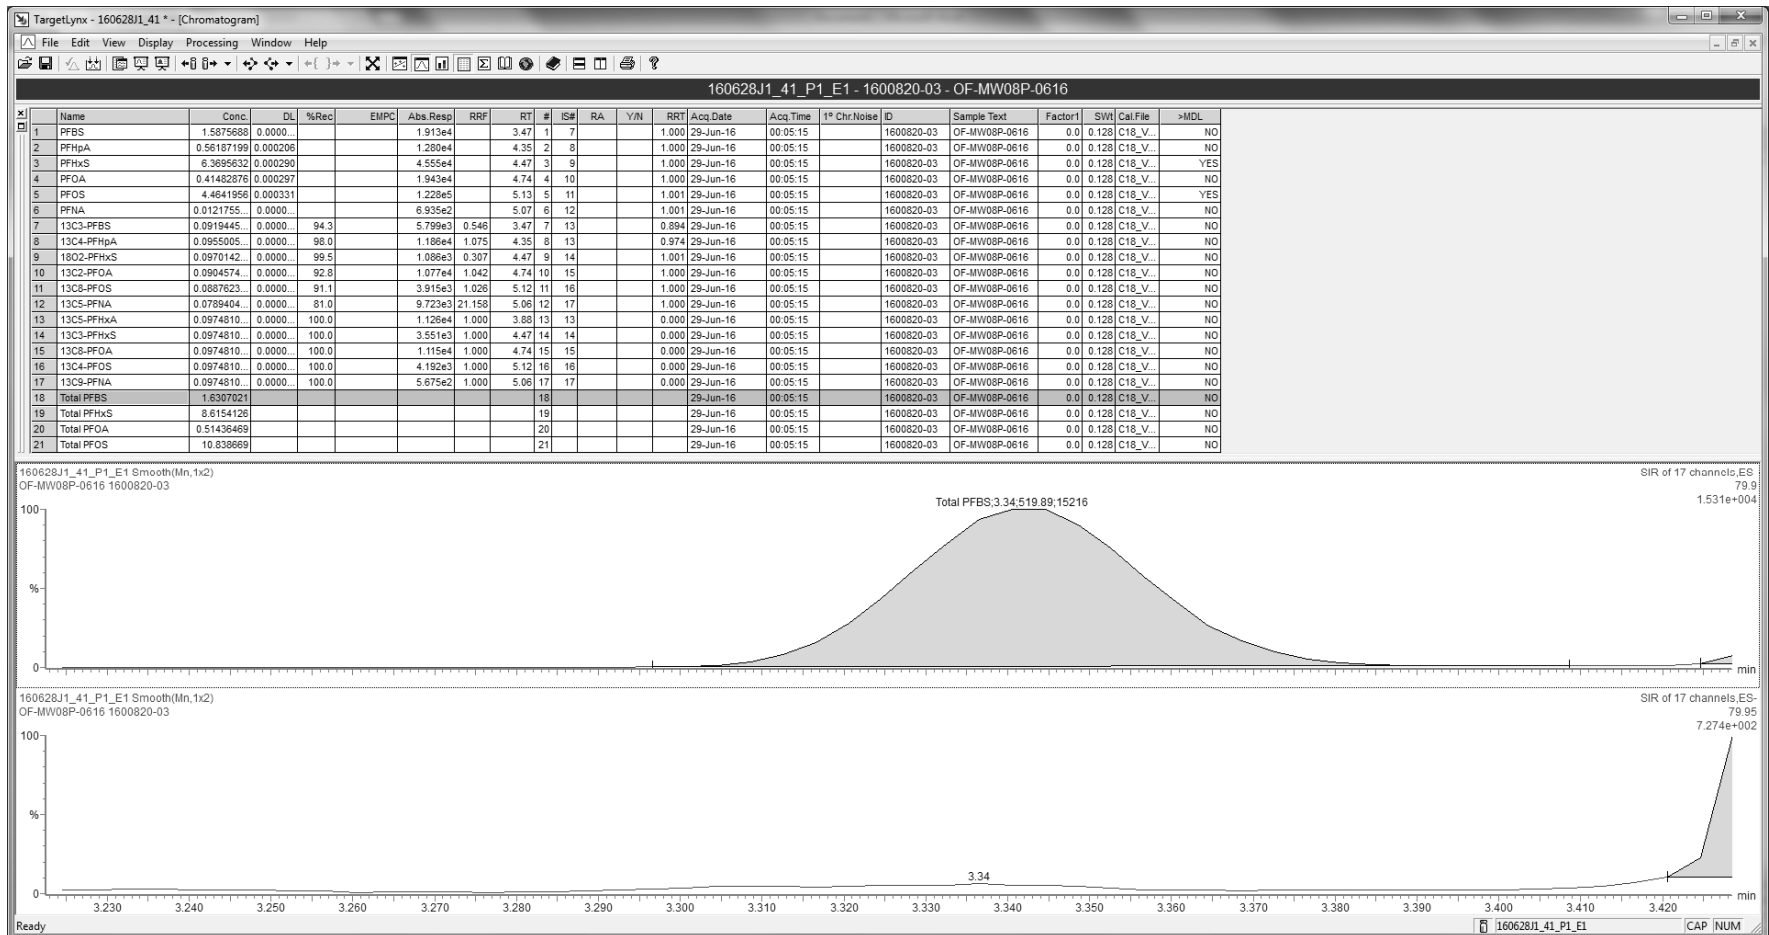 TargetLynx - 160628J1_41 * - [Chromatogram]
File Edit View Display Processing Window Help
160628J1_41_P1_E1 - 1600820-03 - OF-MW08P-0616
Name Conc. DL %Rec EMPC Abs.Resp RRF RT # IS# RA Y/N RRT Acq.Date Acq.Time 1° Chr.Noise ID Sample Text Factor1 SWt Cal.File >MDL
1 PFBS 1.5875688 0.0000... 1.913e4 3.47 1 7 1.000 29-Jun-16 00:05:15 1600820-03 OF-MW08P-0616 0.0 0.128 C18_V... NO
2 PFHpA 0.56187199 0.000206 1.280e4 4.35 2 8 1.000 29-Jun-16 00:05:15 1600820-03 OF-MW08P-0616 0.0 0.128 C18_V... NO
3 PFHxS 6.3695632 0.000290 4.555e4 4.47 3 9 1.000 29-Jun-16 00:05:15 1600820-03 OF-MW08P-0616 0.0 0.128 C18_V... YES
4 PFOA 0.41482876 0.000297 1.943e4 4.74 4 10 1.000 29-Jun-16 00:05:15 1600820-03 OF-MW08P-0616 0.0 0.128 C18_V... NO
5 PFOS 4.4641956 0.000331 1.228e5 5.13 5 11 1.001 29-Jun-16 00:05:15 1600820-03 OF-MW08P-0616 0.0 0.128 C18_V... YES
6 PFNA 0.0121755... 0.0000... 6.935e2 5.07 6 12 1.001 29-Jun-16 00:05:15 1600820-03 OF-MW08P-0616 0.0 0.128 C18_V... NO
7 13C3-PFBS 0.0919445... 0.0000... 94.3 5.799e3 0.546 3.47 7 13 0.894 29-Jun-16 00:05:15 1600820-03 OF-MW08P-0616 0.0 0.128 C18_V... NO
8 13C4-PFHpA 0.0955005... 0.0000... 98.0 1.186e4 1.075 4.35 8 13 0.974 29-Jun-16 00:05:15 1600820-03 OF-MW08P-0616 0.0 0.128 C18_V... NO
9 18O2-PFHxS 0.0970142... 0.0000... 99.5 1.086e3 0.307 4.47 9 14 1.001 29-Jun-16 00:05:15 1600820-03 OF-MW08P-0616 0.0 0.128 C18_V... NO
10 13C2-PFOA 0.0904574... 0.0000... 92.8 1.077e4 1.042 4.74 10 15 1.000 29-Jun-16 00:05:15 1600820-03 OF-MW08P-0616 0.0 0.128 C18_V... NO
11 13C8-PFOS 0.0887623... 0.0000... 91.1 3.915e3 1.026 5.12 11 16 1.000 29-Jun-16 00:05:15 1600820-03 OF-MW08P-0616 0.0 0.128 C18_V... NO
12 13C5-PFNA 0.0789404... 0.0000... 81.0 9.723e3 21.158 5.06 12 17 1.000 29-Jun-16 00:05:15 1600820-03 OF-MW08P-0616 0.0 0.128 C18_V... NO
13 13C5-PFHxA 0.0974810... 0.0000... 100.0 1.126e4 1.000 3.88 13 13 0.000 29-Jun-16 00:05:15 1600820-03 OF-MW08P-0616 0.0 0.128 C18_V... NO
14 13C3-PFHxS 0.0974810... 0.0000... 100.0 3.551e3 1.000 4.47 14 14 0.000 29-Jun-16 00:05:15 1600820-03 OF-MW08P-0616 0.0 0.128 C18_V... NO
15 13C8-PFOA 0.0974810... 0.0000... 100.0 1.115e4 1.000 4.74 15 15 0.000 29-Jun-16 00:05:15 1600820-03 OF-MW08P-0616 0.0 0.128 C18_V... NO
16 13C4-PFOS 0.0974810... 0.0000... 100.0 4.192e3 1.000 5.12 16 16 0.000 29-Jun-16 00:05:15 1600820-03 OF-MW08P-0616 0.0 0.128 C18_V... NO
17 13C9-PFNA 0.0974810... 0.0000... 100.0 5.675e2 1.000 5.06 17 17 0.000 29-Jun-16 00:05:15 1600820-03 OF-MW08P-0616 0.0 0.128 C18_V... NO
18 Total PFBS 1.6307021 18 29-Jun-16 00:05:15 1600820-03 OF-MW08P-0616 0.0 0.128 C18_V... NO
19 Total PFHxS 8.6154126 19 29-Jun-16 00:05:15 1600820-03 OF-MW08P-0616 0.0 0.128 C18_V... NO
20 Total PFOA 0.51436469 20 29-Jun-16 00:05:15 1600820-03 OF-MW08P-0616 0.0 0.128 C18_V... NO
21 Total PFOS 10.838669 21 29-Jun-16 00:05:15 1600820-03 OF-MW08P-0616 0.0 0.128 C18_V... NO
160628J1_41_P1_E1 Smooth(Mn,1x2) SIR of 17 channels,ES-
OF-MW08P-0616 1600820-03 79.9
1.531e+004
Total PFBS;3.34;519.89;15216
100
%
0
min
160628J1_41_P1_E1 Smooth(Mn,1x2) SIR of 17 channels,ES-
OF-MW08P-0616 1600820-03 79.95
7.274e+002
100
%
3.34
0
min
3.230 3.240 3.250 3.260 3.270 3.280 3.290 3.300 3.310 3.320 3.330 3.340 3.350 3.360 3.370 3.380 3.390 3.400 3.410 3.420
Ready 160628J1_41_P1_E1 CAP NUM